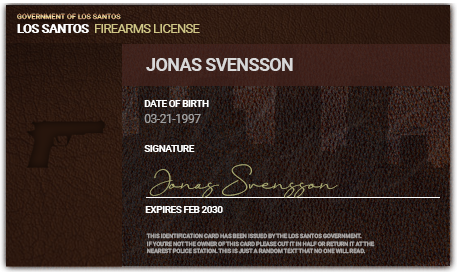 GOVERNMENT OF LOS SANTOS
LOS SANTOS FIREARMS LICENSE
JONAS SVENSSON
DATE OF BIRTH
03-21-1997
SIGNATURE
Jonas Svensson
EXPIRES FEB 2030
THIS IDENTIFICATION CARD HAS BEEN ISSUED BY THE LOS SANTOS GOVERNMENT.
IF YOU'RE NOT THE OWNER OF THIS CARD PLEASE CUT IT IN HALF OR RETURN IT AT THE
NEAREST POLICE STATION. THIS IS JUST A RANDOM TEXT THAT NO ONE WILL READ.